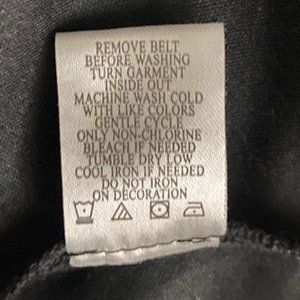 REMOVE BELT
BEFORE WASHING
TURN GARMENT
INSIDE OUT
MACHINE WASH COLD
WITH LIKE COLORS
GENTLE CYCLE
ONLY NON-CHLORINE
BLEACH IF NEEDED
TUMBLE DRY LOW
COOL IRON IF NEEDED
DO NOT IRON
ON DECORATION